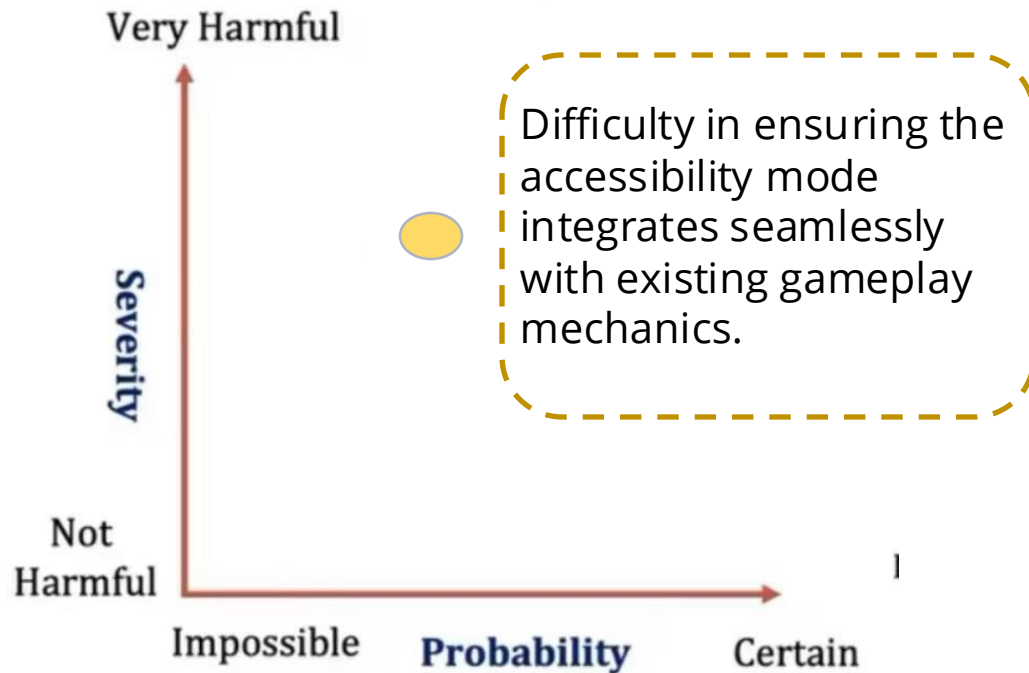 Very Harmful
Difficulty in ensuring the
accessibility mode
integrates seamlessly
with existing gameplay
mechanics.
Severity
Not
Harmful
Impossible
Probability
Certain